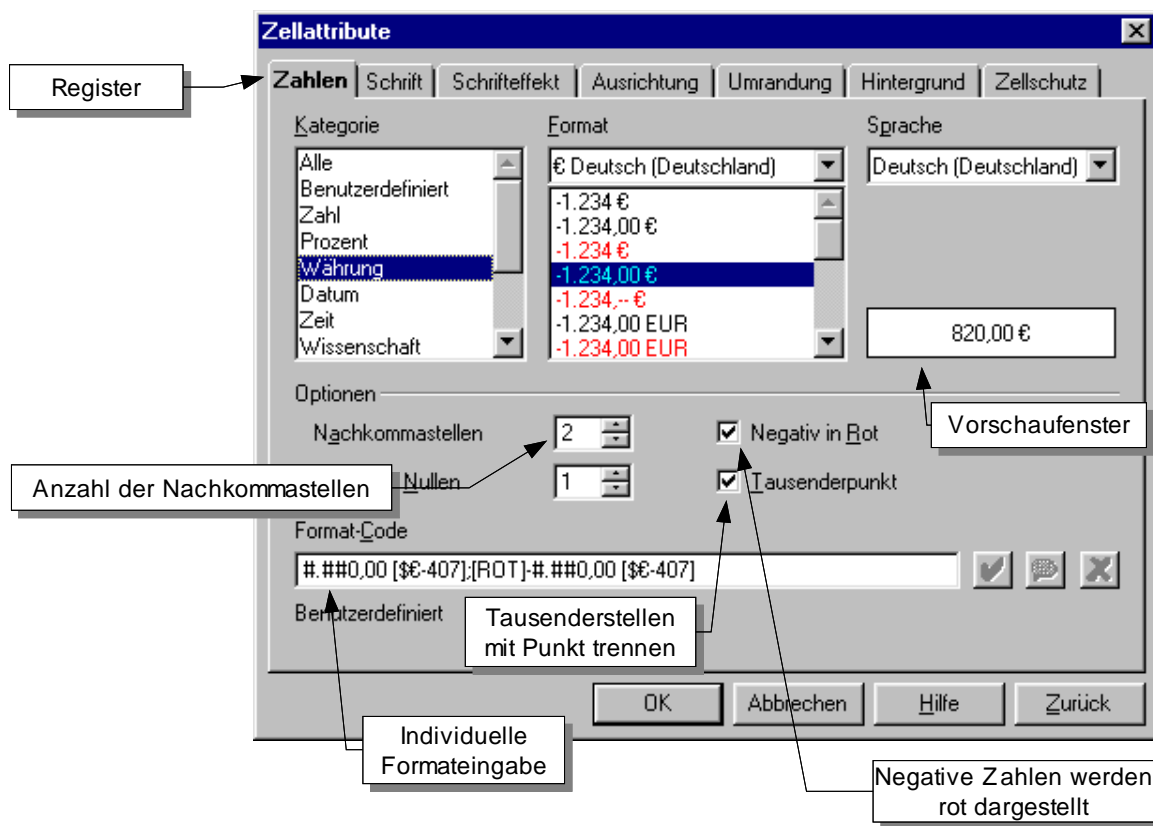 Zellattribute
Register
Zahlen
Schrift
Schrifteffekt
Ausrichtung
Umrandung
Hintergrund
Zellschutz
Kategorie
Alle
Benutzerdefiniert
Zahl
Prozent
Währung
Datum
Zeit
Wissenschaft
Format
€ Deutsch (Deutschland)
-1.234 €
-1.234,00 €
-1.234 €
-1.234,00 €
-1.234,-- €
-1.234,00 EUR
-1.234,00 EUR
Sprache
Deutsch (Deutschland)
820,00 €
Vorschaufenster
Optionen
Nachkommastellen
2
Negativ in Rot
Anzahl der Nachkommastellen
Nullen
1
Tausenderpunkt
Format-Code
#.##0,00 [$€-407];[ROT]-#.##0,00 [$€-407]
Benutzerdefiniert
Tausenderstellen
mit Punkt trennen
OK
Abbrechen
Hilfe
Zurück
Individuelle
Formateingabe
Negative Zahlen werden
rot dargestellt